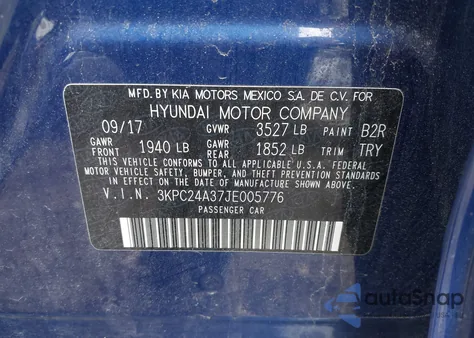 MFD. BY KIA MOTORS MEXICO S.A. DE C.V. FOR
HYUNDAI MOTOR COMPANY
09/17 GVWR 3527 LB PAINT B2R
GAWR FRONT 1940 LB GAWR REAR 1852 LB TRIM TRY
THIS VEHICLE CONFORMS TO ALL APPLICABLE U.S.A. FEDERAL
MOTOR VEHICLE SAFETY, BUMPER, AND THEFT PREVENTION
STANDARDS IN EFFECT ON THE DATE OF MANUFACTURE SHOWN ABOVE.
V.I.N. 3KPC24A37JE005776
PASSENGER CAR
autoSnap